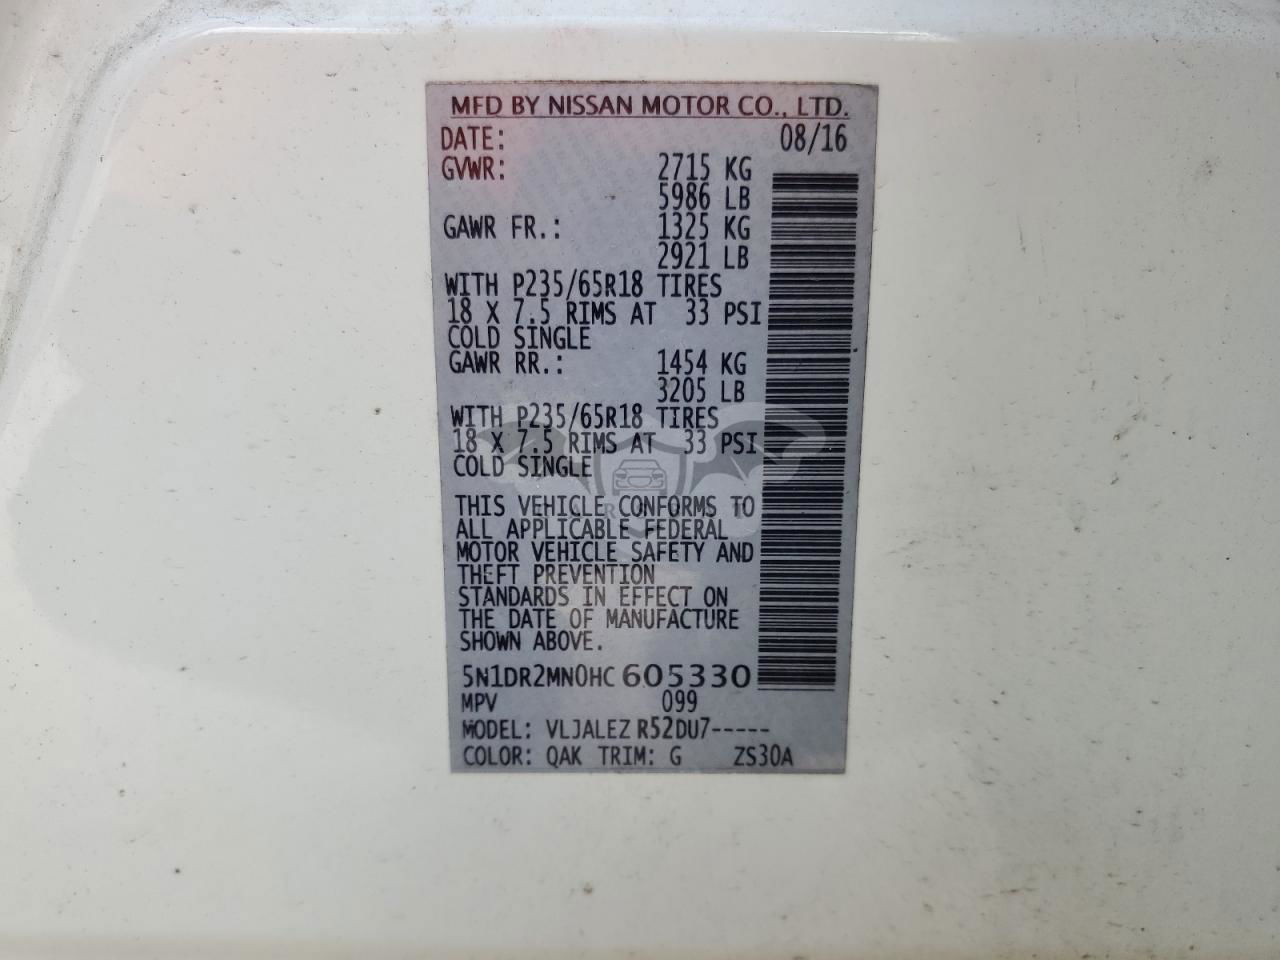 MFD BY NISSAN MOTOR CO., LTD.
DATE: 08/16
GVWR: 2715 KG
5986 LB
GAWR FR.: 1325 KG
2921 LB
WITH P235/65R18 TIRES
18 X 7.5 RIMS AT 33 PSI
COLD SINGLE
GAWR RR.: 1454 KG
3205 LB
WITH P235/65R18 TIRES
18 X 7.5 RIMS AT 33 PSI
COLD SINGLE
THIS VEHICLE CONFORMS TO
ALL APPLICABLE FEDERAL
MOTOR VEHICLE SAFETY AND
THEFT PREVENTION
STANDARDS IN EFFECT ON
THE DATE OF MANUFACTURE
SHOWN ABOVE.
5N1DR2MN0HC605330
MPV 099
MODEL: VLJALEZ R52DU7-----
COLOR: QAK TRIM: G ZS30A